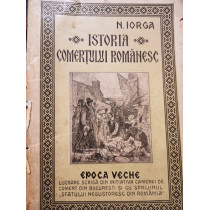 N. IORGA
ISTORIA
COMERȚULUI ROMÂNESC
EPOCA VECHE
LUCRARE SCRISĂ DIN INIȚIATIVA CAMEREI DE
COMERT DIN BUCUREȘTI ȘI CU SPRIJINUL
„SFATULUI NEGUSTORESC DIN ROMÂNIA"